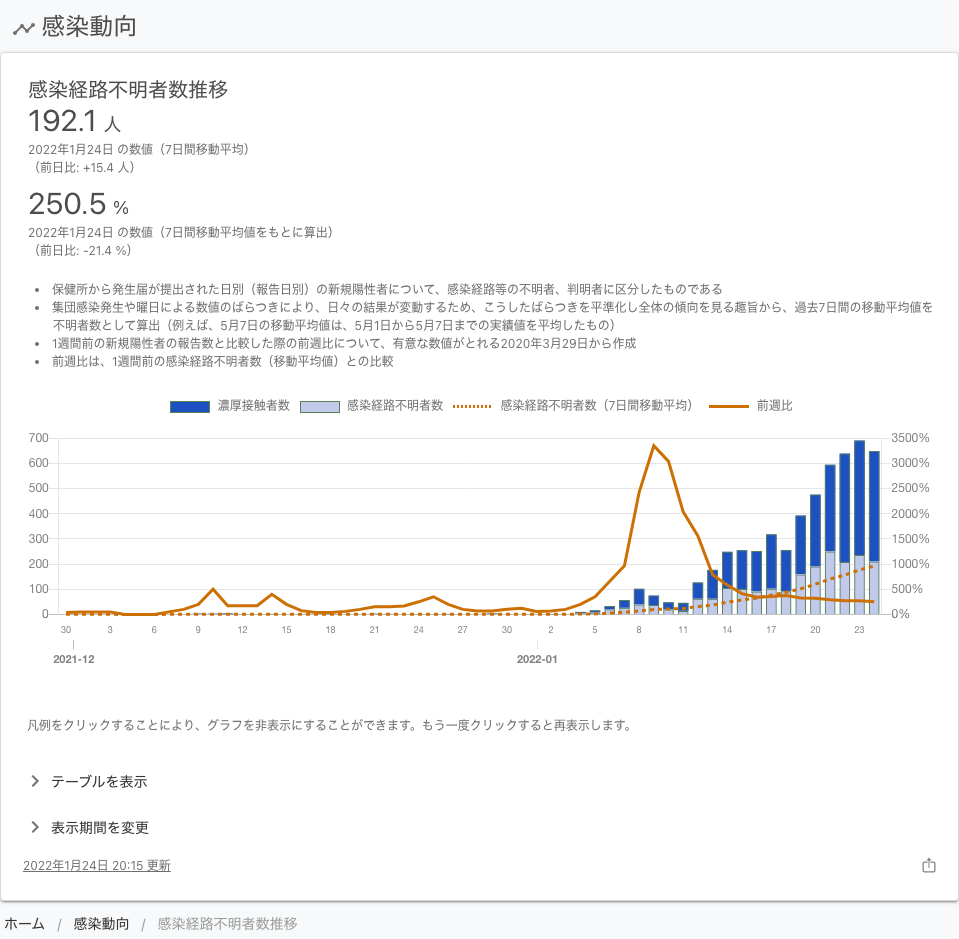 感染動向
感染経路不明者数推移
192.1 人
2022年1月24日 の数値（7日間移動平均）
（前日比: +15.4 人）
250.5 %
2022年1月24日 の数値（7日間移動平均値をもとに算出）
（前日比: -21.4 %）
• 保健所から発生届が提出された日別（報告日別）の新規陽性者について、感染経路等の不明者、判明者に区分したものである
• 集団感染発生や曜日による数値のばらつきにより、日々の結果が変動するため、こうしたばらつきを平準化し全体の傾向を見る趣旨から、過去7日間の移動平均値を
不明者数として算出（例えば、5月7日の移動平均値は、5月1日から5月7日までの実績値を平均したもの）
• 1週間前の新規陽性者の報告数と比較した際の前週比について、有意な数値がとれる2020年3月29日から作成
• 前週比は、1週間前の感染経路不明者数（移動平均値）との比較
濃厚接触者数 感染経路不明者数 感染経路不明者数（7日間移動平均） 前週比
700 3500%
600 3000%
500 2500%
400 2000%
300 1500%
200 1000%
100 500%
0 0%
30 3 6 9 12 15 18 21 24 27 30 2 5 8 11 14 17 20 23
2021-12 2022-01
凡例をクリックすることにより、グラフを非表示にすることができます。もう一度クリックすると再表示します。
テーブルを表示
表示期間を変更
2022年1月24日 20:15 更新
ホーム / 感染動向 / 感染経路不明者数推移